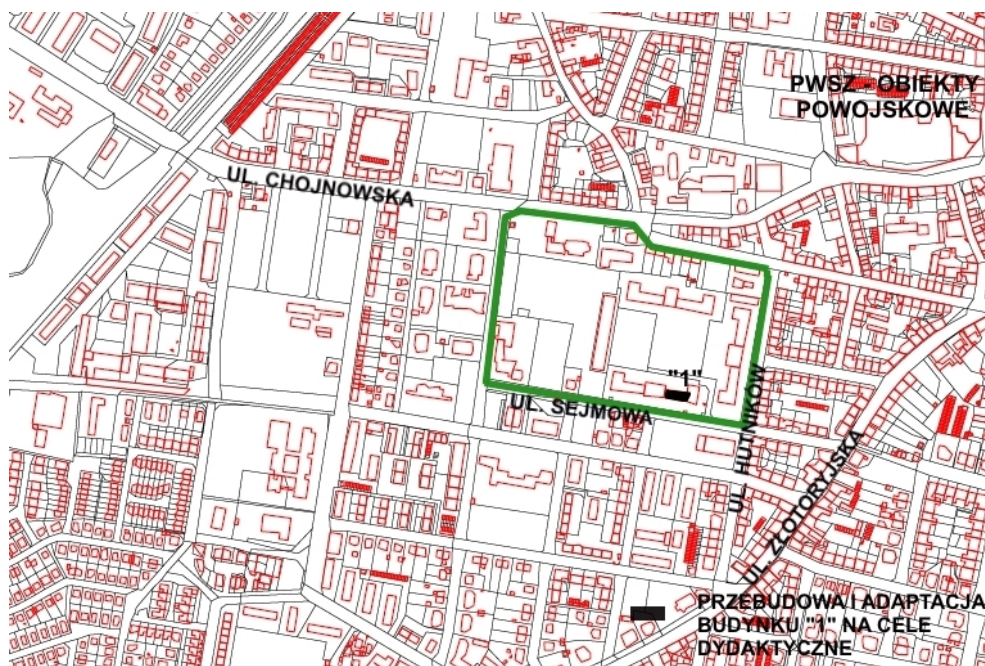 PWSZ - OBIEKTY
POWOJSKOWE
UL. CHOJNOWSKA
"1"
UL. SEJMOWA
UL. HUTNIKÓW
UL. ZŁOTORYJSKA
PRZEBUDOWA I ADAPTACJA
BUDYNKU "1" NA CELE
DYDAKTYCZNE